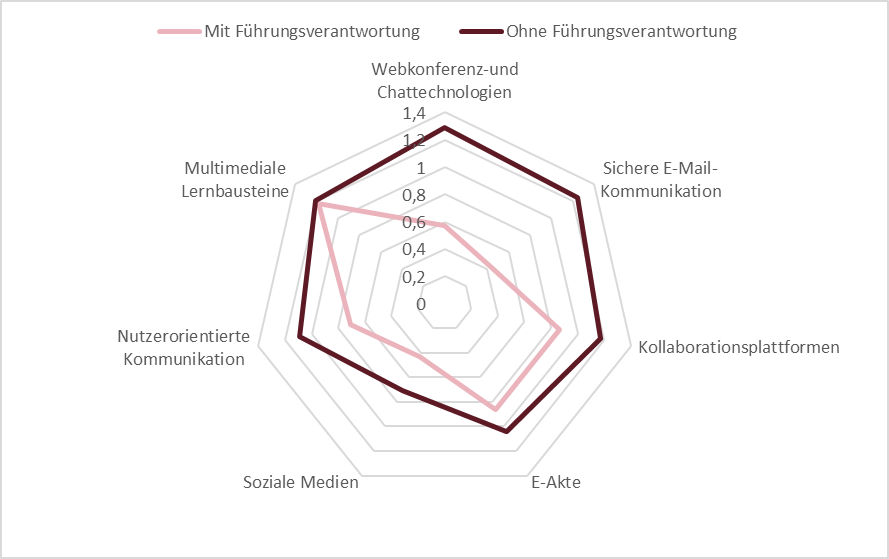 Mit Führungsverantwortung
Ohne Führungsverantwortung
Webkonferenz-und
Chattechnologien
1,4
1,2
1
0,8
0,6
0,4
0,2
0
Sichere E-Mail-
Kommunikation
Kollaborationsplattformen
E-Akte
Soziale Medien
Nutzerorientierte
Kommunikation
Multimediale
Lernbausteine